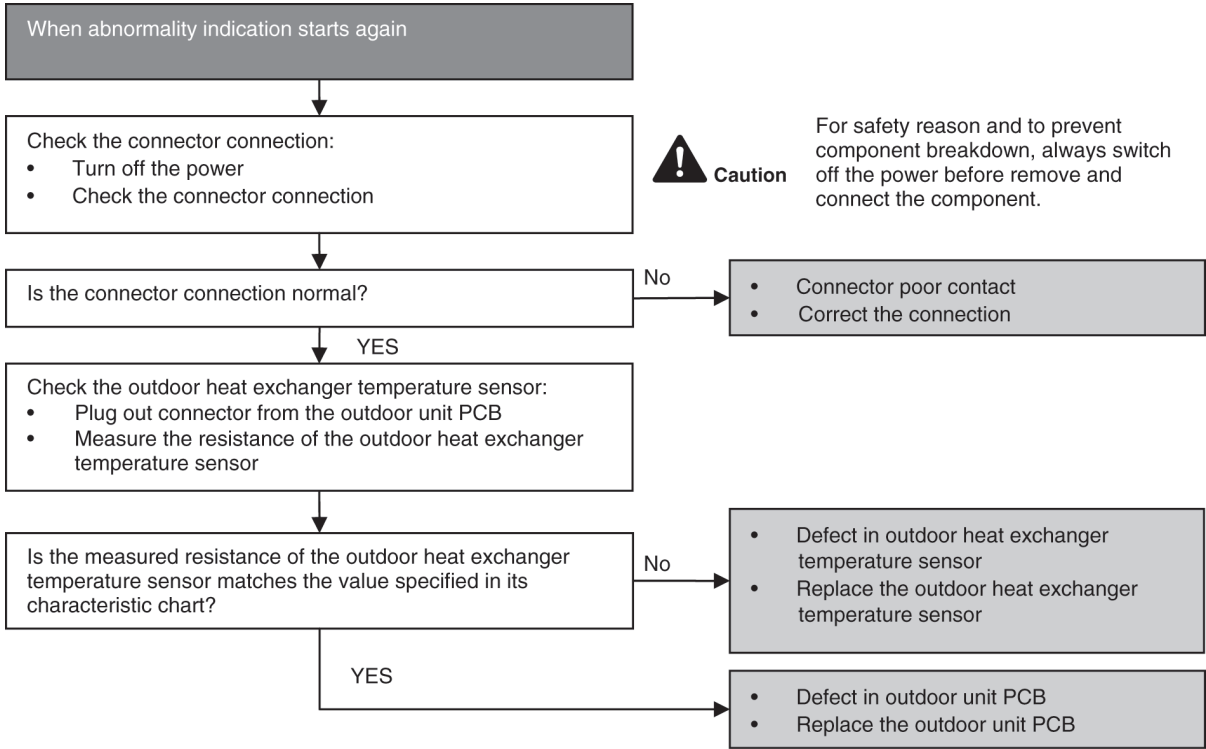 When abnormality indication starts again
Check the connector connection:
• Turn off the power
• Check the connector connection
For safety reason and to prevent
component breakdown, always switch
off the power before remove and
connect the component.
Caution
Is the connector connection normal?
No
• Connector poor contact
• Correct the connection
YES
Check the outdoor heat exchanger temperature sensor:
• Plug out connector from the outdoor unit PCB
• Measure the resistance of the outdoor heat exchanger
temperature sensor
Is the measured resistance of the outdoor heat exchanger
temperature sensor matches the value specified in its
characteristic chart?
No
• Defect in outdoor heat exchanger
temperature sensor
• Replace the outdoor heat exchanger
temperature sensor
YES
• Defect in outdoor unit PCB
• Replace the outdoor unit PCB